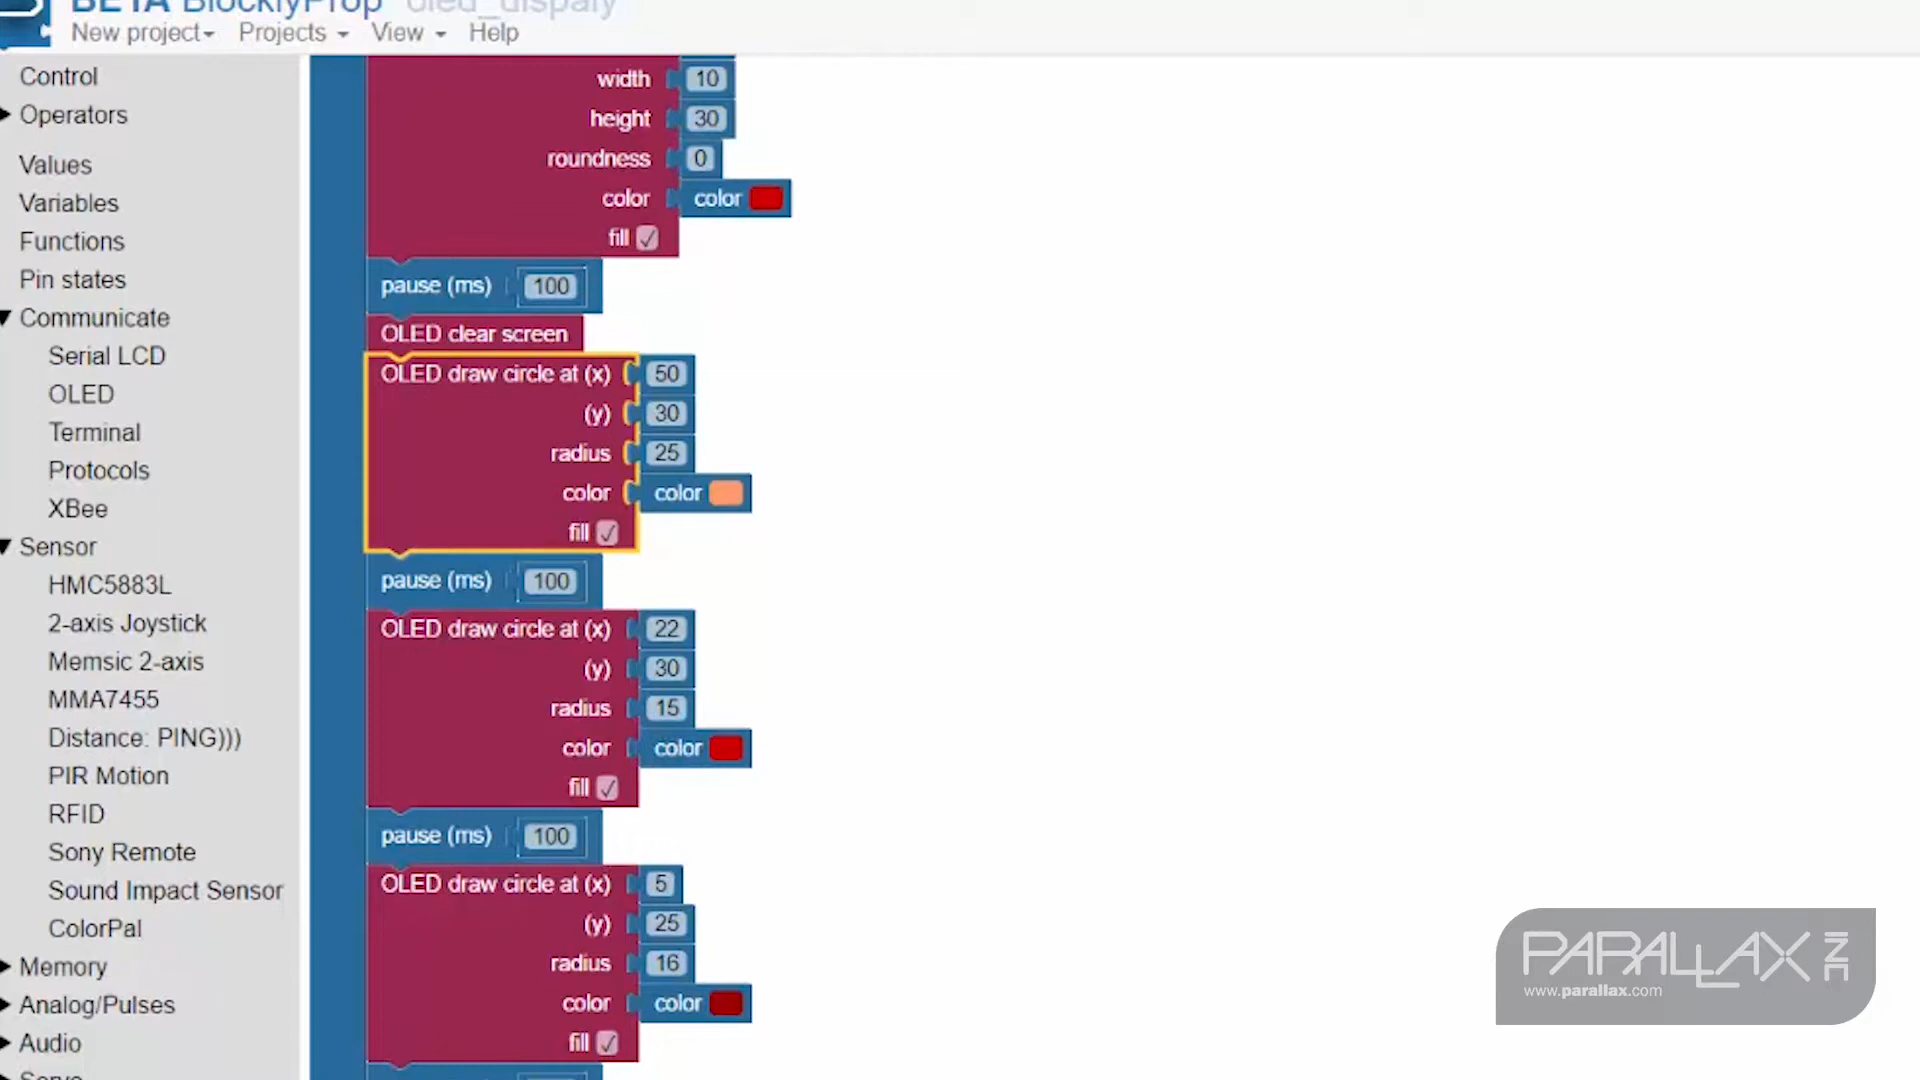 BETA BlocklyProp oled_dispaly
New project Projects View Help
Control
Operators
Values
Variables
Functions
Pin states
Communicate
Serial LCD
OLED
Terminal
Protocols
XBee
Sensor
HMC5883L
2-axis Joystick
Memsic 2-axis
MMA7455
Distance: PING)))
PIR Motion
RFID
Sony Remote
Sound Impact Sensor
ColorPal
Memory
Analog/Pulses
Audio
Servo
width 10
height 30
roundness 0
color color
fill
pause (ms) 100
OLED clear screen
OLED draw circle at (x) 50
(y) 30
radius 25
color color
fill
pause (ms) 100
OLED draw circle at (x) 22
(y) 30
radius 15
color color
fill
pause (ms) 100
OLED draw circle at (x) 5
(y) 25
radius 16
color color
fill
PARALLAX INC
www.parallax.com